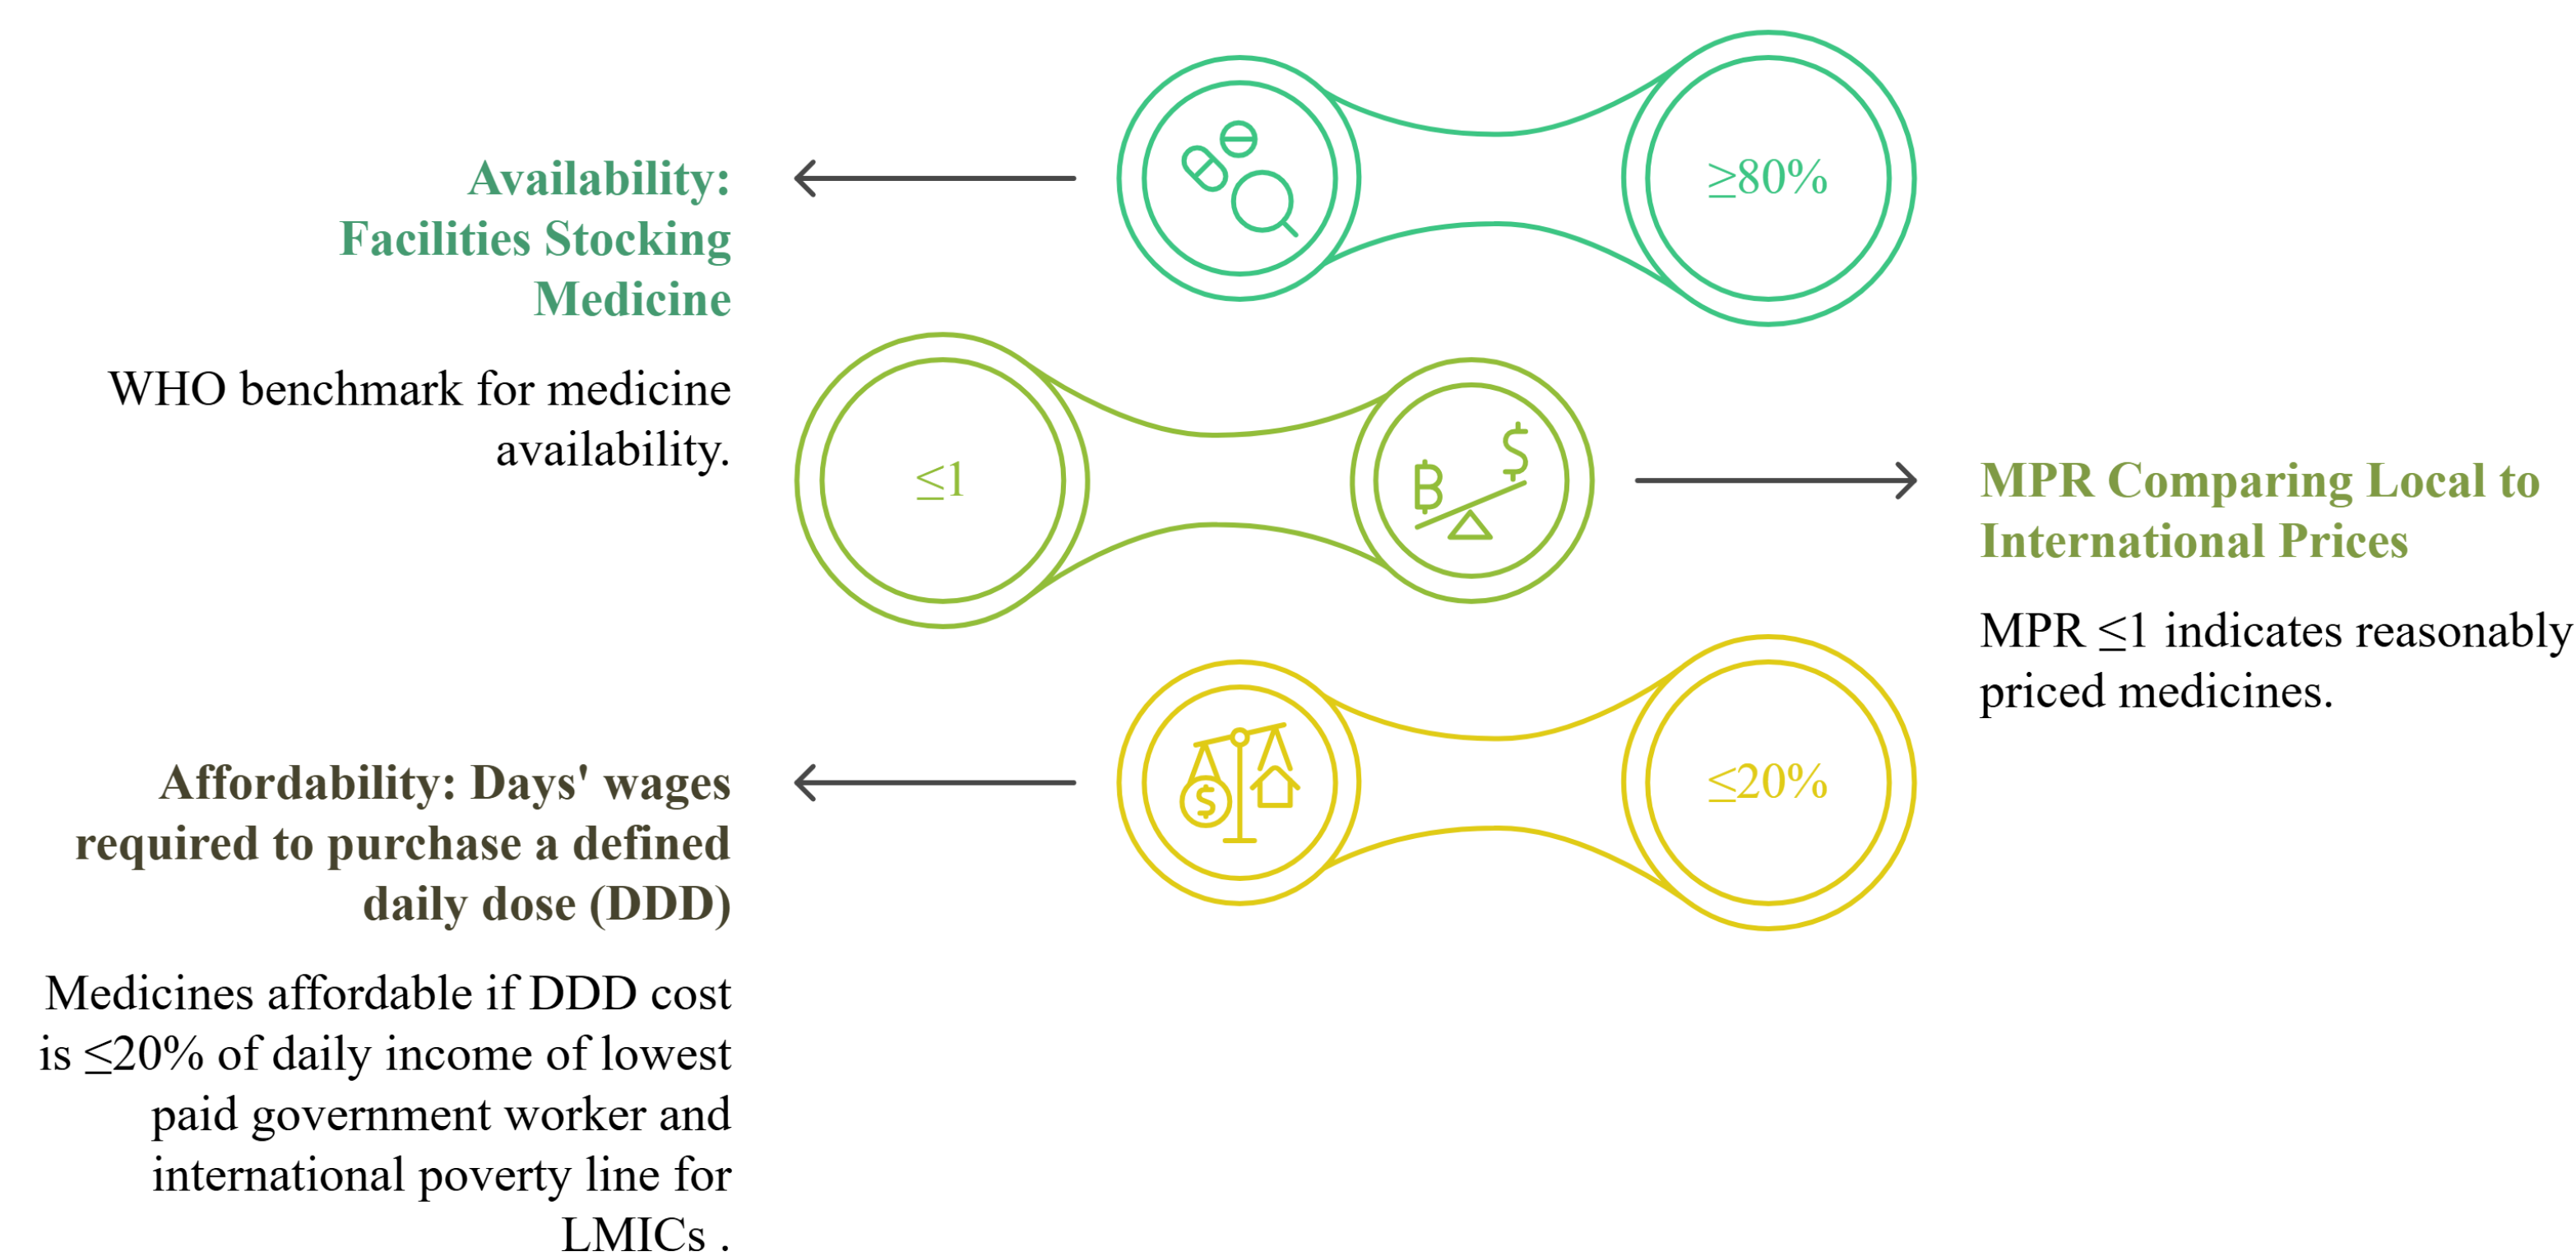 Availability:
Facilities Stocking
Medicine
WHO benchmark for medicine
availability.
≥80%
≤1
MPR Comparing Local to
International Prices
MPR ≤1 indicates reasonably
priced medicines.
Affordability: Days' wages
required to purchase a defined
daily dose (DDD)
Medicines affordable if DDD cost
is ≤20% of daily income of lowest
paid government worker and
international poverty line for
LMICs .
≤20%